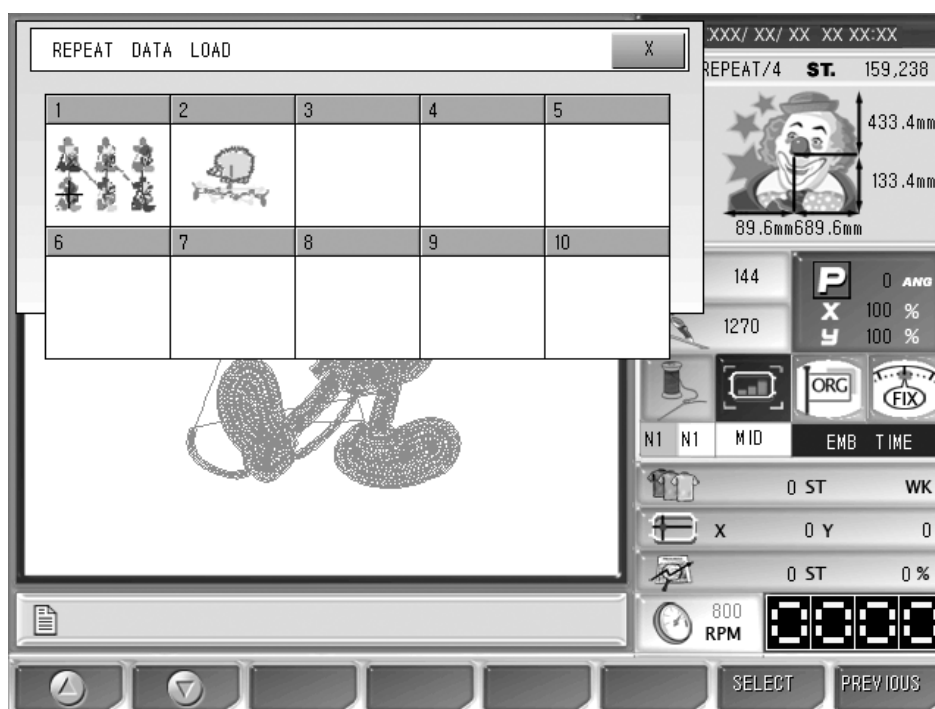 REPEAT DATA LOAD X
1 2 3 4 5
6 7 8 9 10
XXX/ XX/ XX XX XX:XX
REPEAT/4 ST. 159,238
433.4mm
133.4mm
89.6mm689.6mm
144
1270
P 0 ANG
X 100 %
Y 100 %
ORG
FIX
N1 N1 MID EMB TIME
0 ST WK
X 0 Y 0
0 ST 0 %
800
RPM
0000
SELECT PREVIOUS